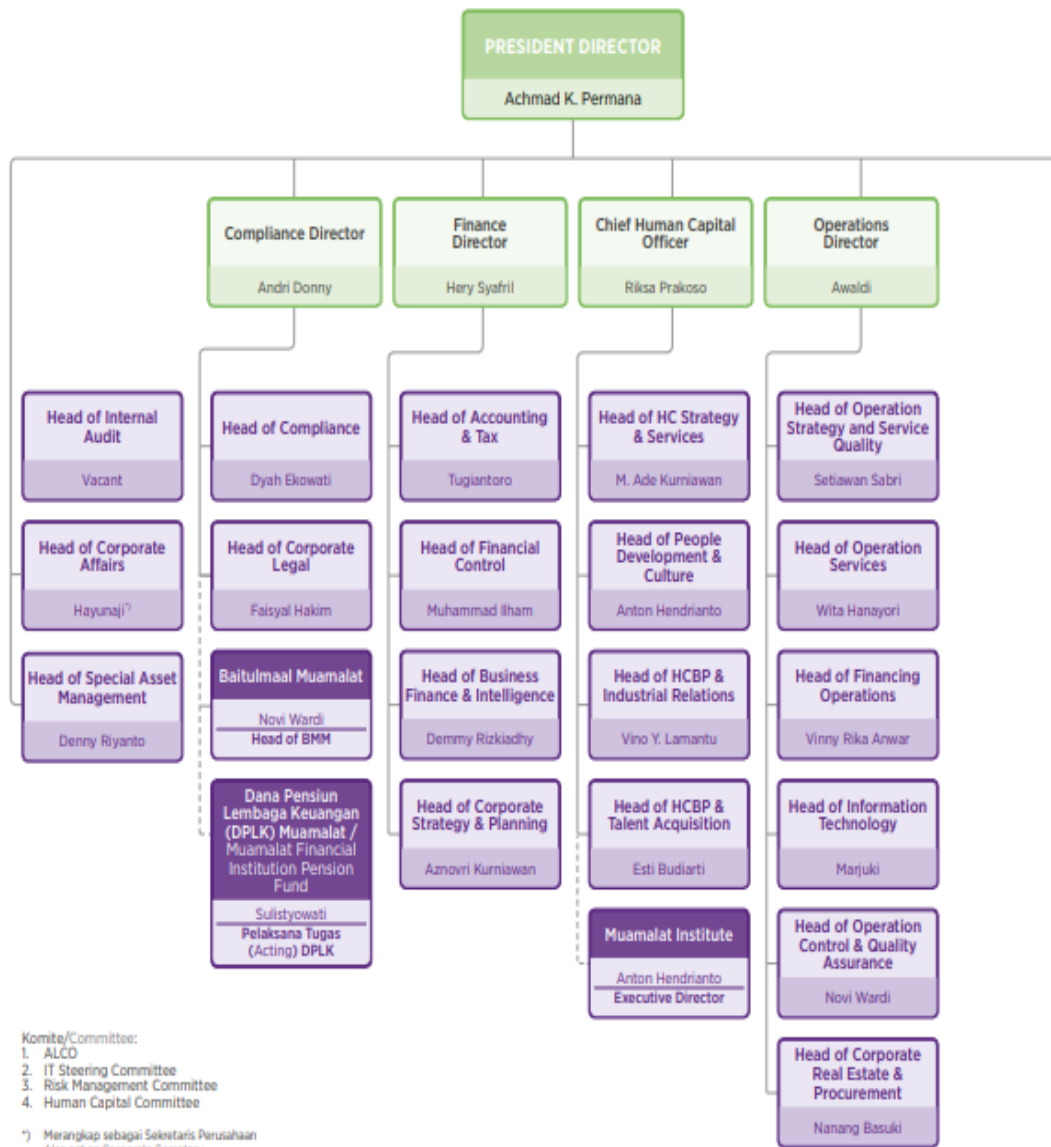 PRESIDENT DIRECTOR
Achmad K. Permana
Compliance Director
Andri Donny
Finance
Director
Hery Syafril
Chief Human Capital
Officer
Riksa Prakoso
Operations
Director
Awaldi
Head of Internal
Audit
Vacant
Head of Corporate
Affairs
Hayunaji*)
Head of Special Asset
Management
Denny Riyanto
Head of Compliance
Dyah Ekowati
Head of Corporate
Legal
Faisyal Hakim
Baitulmaal Muamalat
Novi Wardi
Head of BMM
Dana Pensiun
Lembaga Keuangan
(DPLK) Muamalat /
Muamalat Financial
Institution Pension
Fund
Sulistyowati
Pelaksana Tugas
(Acting) DPLK
Head of Accounting
& Tax
Tugiantoro
Head of Financial
Control
Muhammad Ilham
Head of Business
Finance & Intelligence
Demmy Rizkiadhy
Head of Corporate
Strategy & Planning
Aznovri Kurniawan
Head of HC Strategy
& Services
M. Ade Kurniawan
Head of People
Development &
Culture
Anton Hendrianto
Head of HCBP &
Industrial Relations
Vino Y. Lamantu
Head of HCBP &
Talent Acquisition
Esti Budiarti
Muamalat Institute
Anton Hendrianto
Executive Director
Head of Operation
Strategy and Service
Quality
Setiawan Sabri
Head of Operation
Services
Wita Hanayori
Head of Financing
Operations
Vinny Rika Anwar
Head of Information
Technology
Marjuki
Head of Operation
Control & Quality
Assurance
Novi Wardi
Head of Corporate
Real Estate &
Procurement
Nanang Basuki
Komite/Committee:
1. ALCO
2. IT Steering Committee
3. Risk Management Committee
4. Human Capital Committee
*) Merangkap sebagai Sekretaris Perusahaan